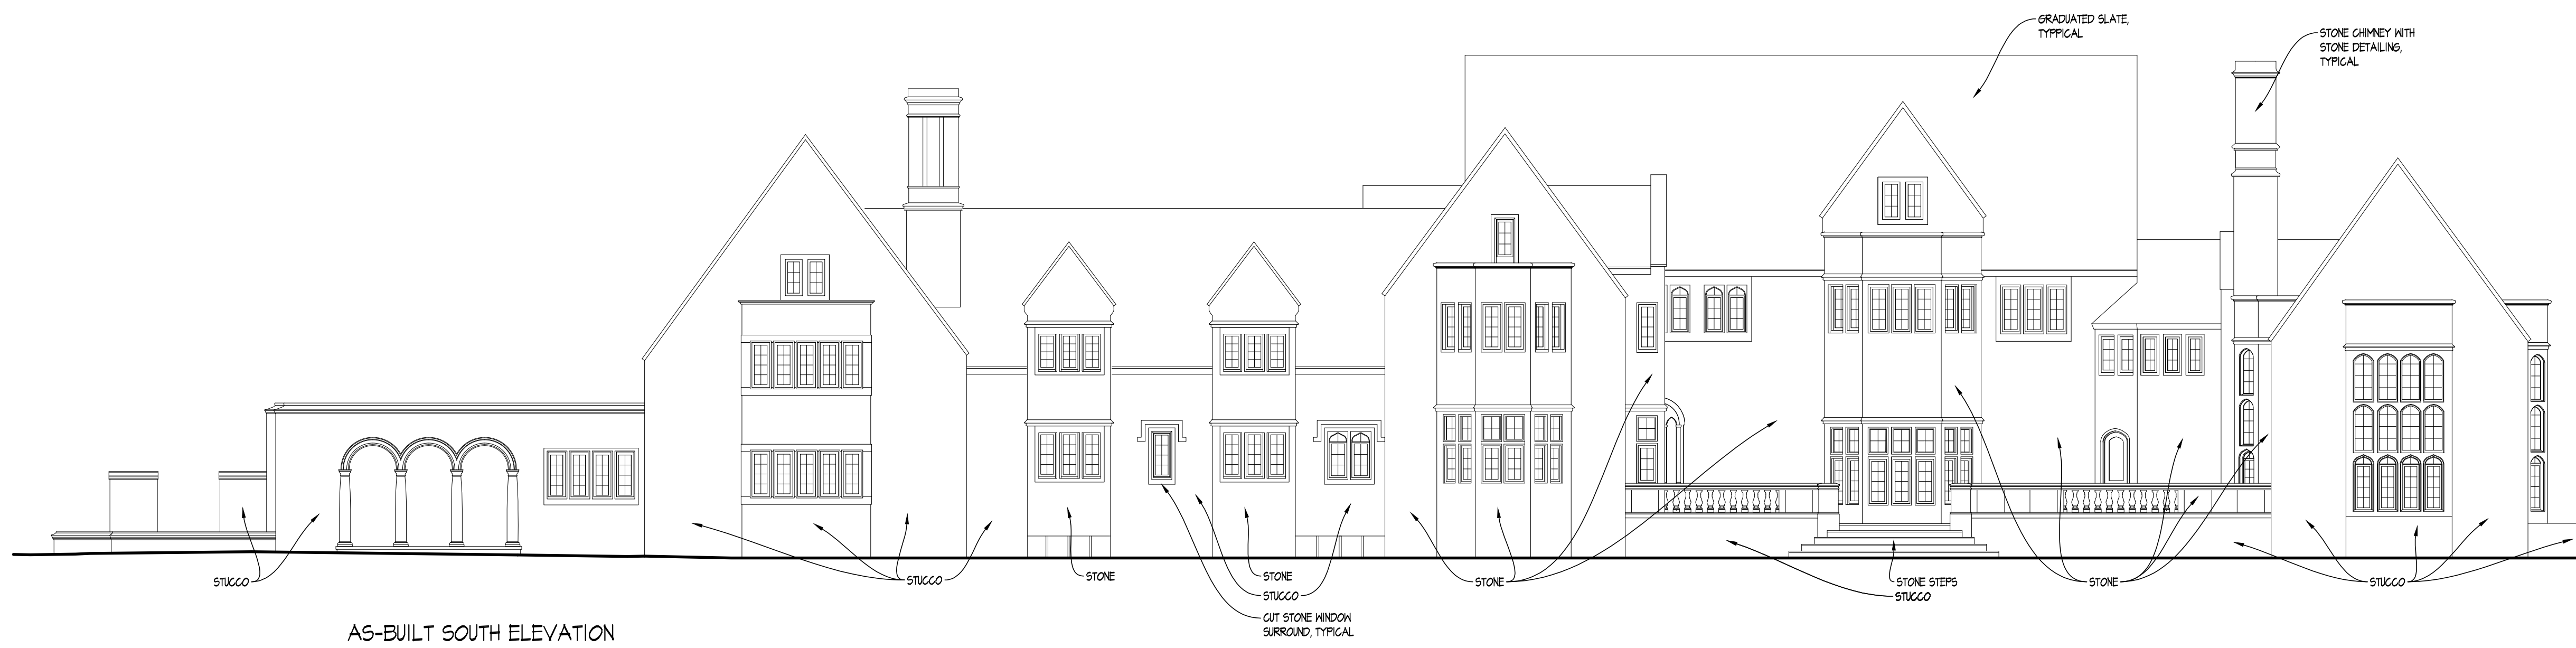 GRADUATED SLATE,
TYPPICAL
STONE CHIMNEY WITH
STONE DETAILING,
TYPICAL
STUCCO
STUCCO
STONE
STONE
STUCCO
CUT STONE WINDOW
SURROUND, TYPICAL
STONE
STONE STEPS
STUCCO
STONE
STUCCO
AS-BUILT SOUTH ELEVATION